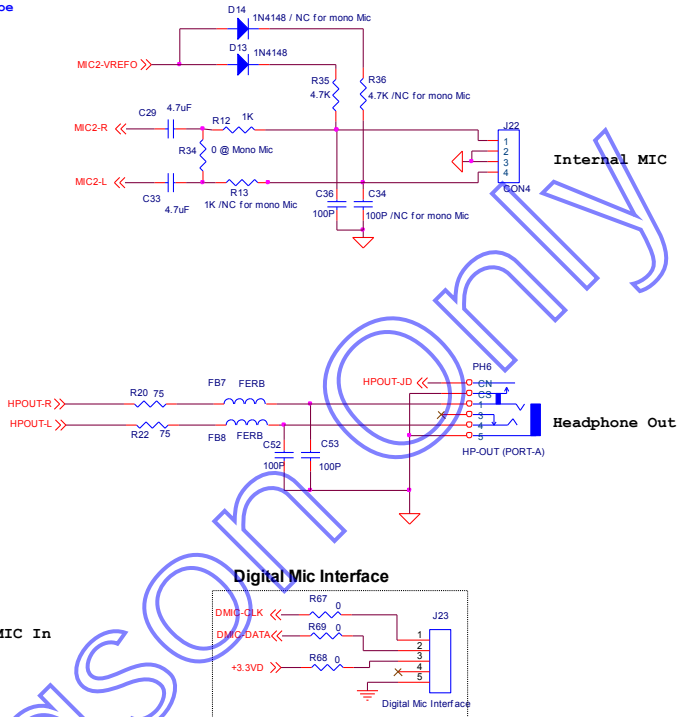 pe
D14
1N4148 / NC for mono Mic
D13
1N4148
MIC2-VREFO
R35
4.7K
R36
4.7K /NC for mono Mic
C29
4.7uF
R12
1K
MIC2-R
R34
0 @ Mono Mic
J22
1
2
3
4
CON4
Internal MIC
MIC2-L
C33
4.7uF
R13
1K /NC for mono Mic
C36
100P
C34
100P /NC for mono Mic
HPOUT-JD
PH6
CN
CS
1
3
4
5
HP-OUT (PORT-A)
Headphone Out
HPOUT-R
R20
75
FB7
FERB
HPOUT-L
R22
75
FB8
FERB
C52
100P
C53
100P
Digital Mic Interface
R67
0
DMIC-CLK
R69
0
DMIC-DATA
R68
0
+3.3VD
J23
1
2
3
4
5
Digital Mic Interface
MIC In
ason only